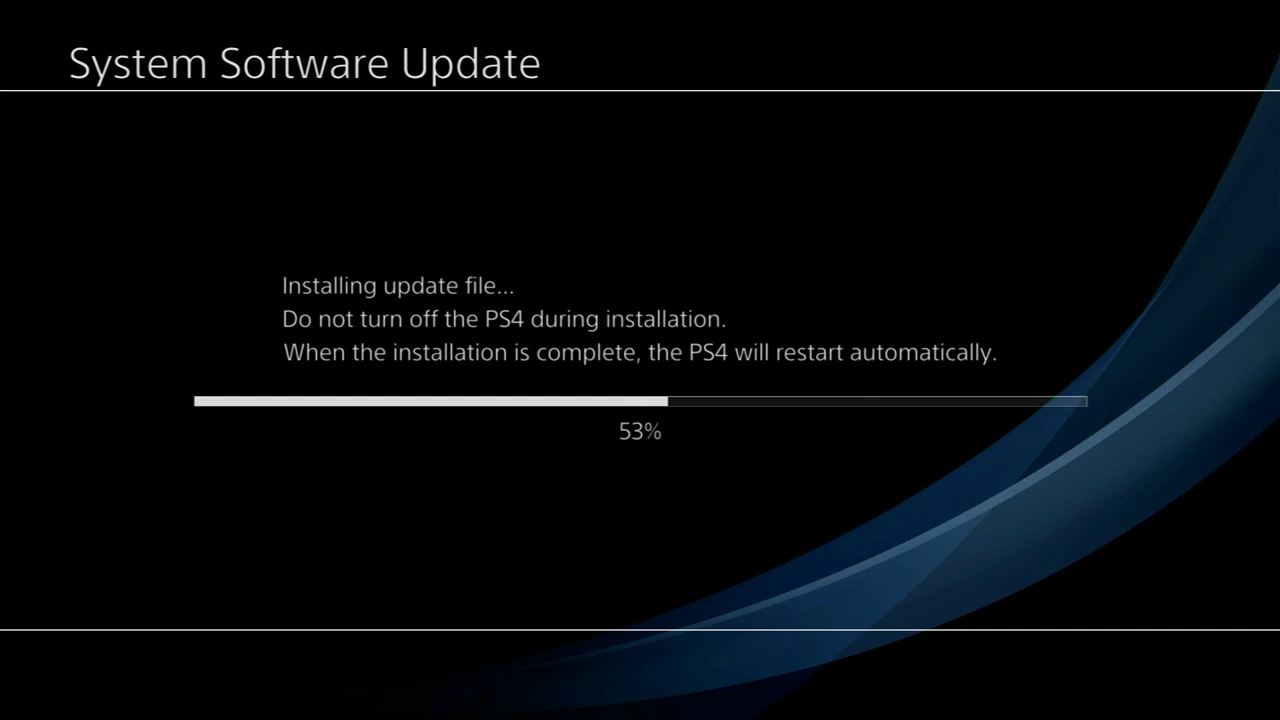 System Software Update
Installing update file...
Do not turn off the PS4 during installation.
When the installation is complete, the PS4 will restart automatically.
53%